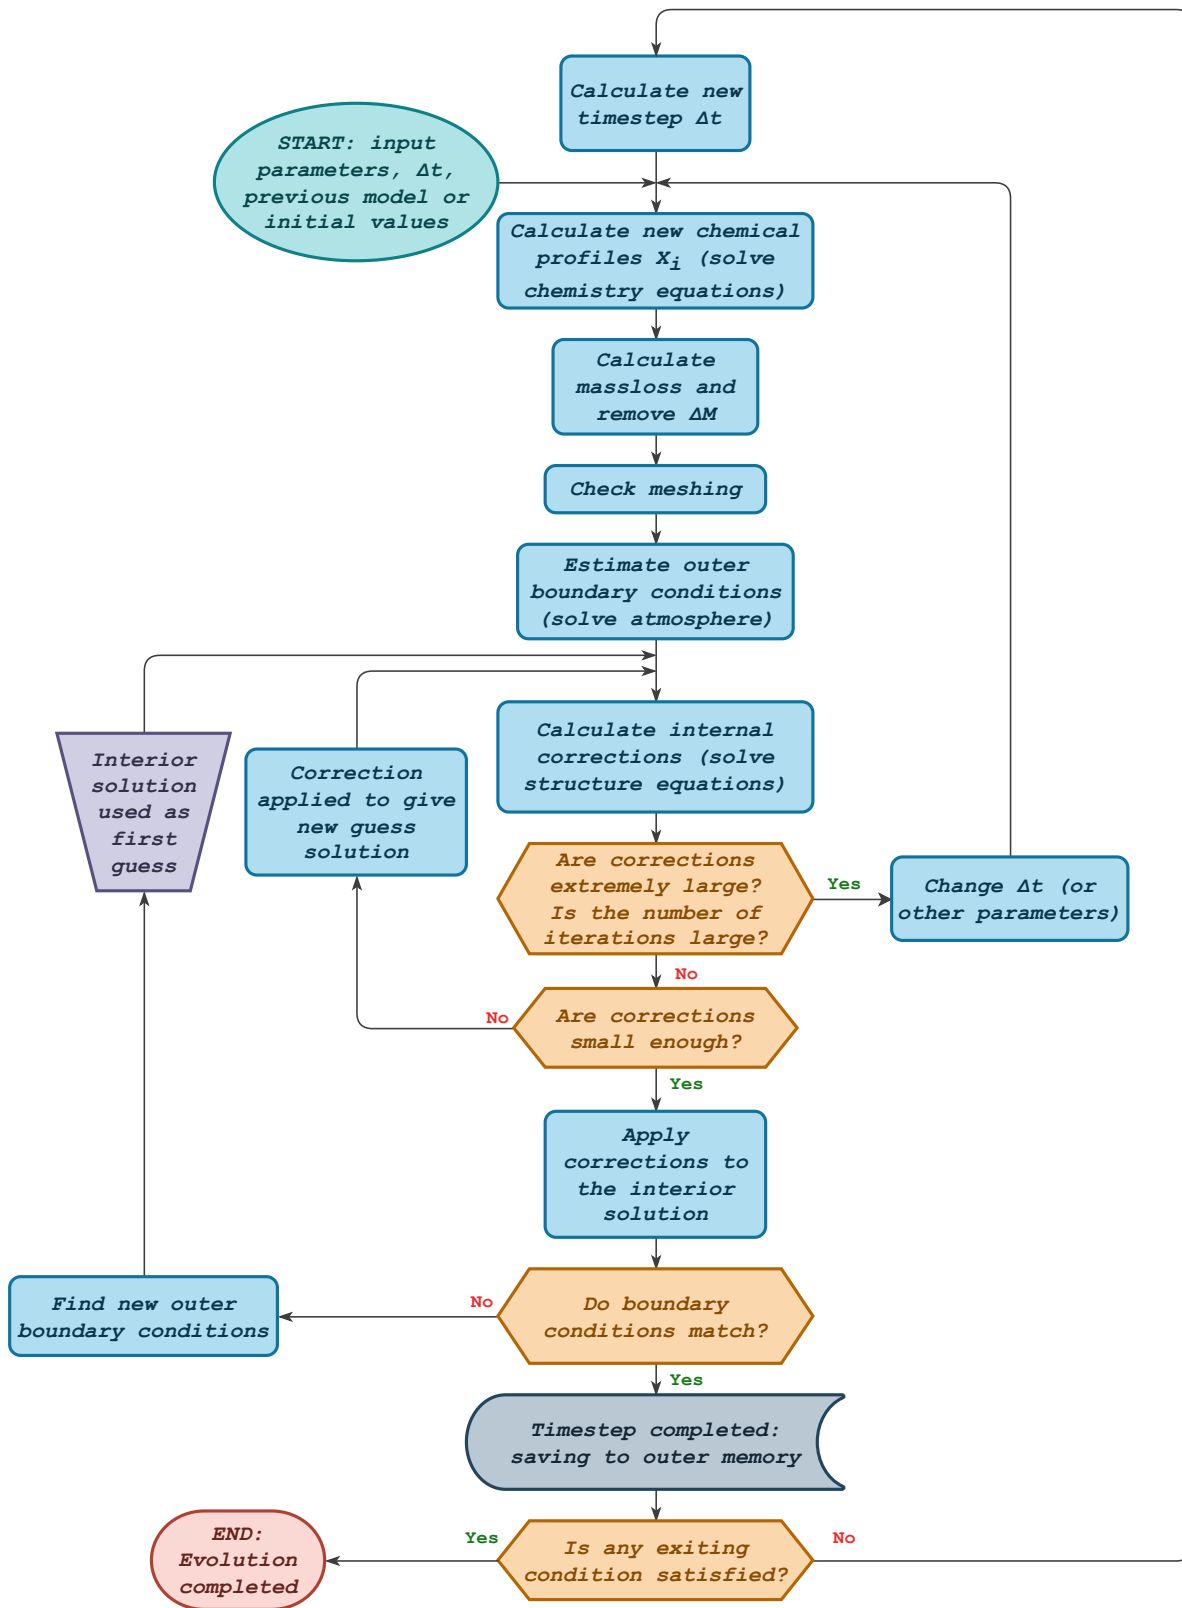 Calculate new
timestep Δt
START: input
parameters, Δt,
previous model or
initial values
Calculate new chemical
profiles Xi (solve
chemistry equations)
Calculate
massloss and
remove ΔM
Check meshing
Estimate outer
boundary conditions
(solve atmosphere)
Calculate internal
corrections (solve
structure equations)
Interior
solution
used as
first
guess
Correction
applied to give
new guess
solution
Are corrections
extremely large?
Is the number of
iterations large?
Yes
Change Δt (or
other parameters)
No
Are corrections
small enough?
No
Yes
Apply
corrections to
the interior
solution
Find new outer
boundary conditions
No
Do boundary
conditions match?
Yes
Timestep completed:
saving to outer memory
END:
Evolution
completed
Yes
Is any exiting
condition satisfied?
No